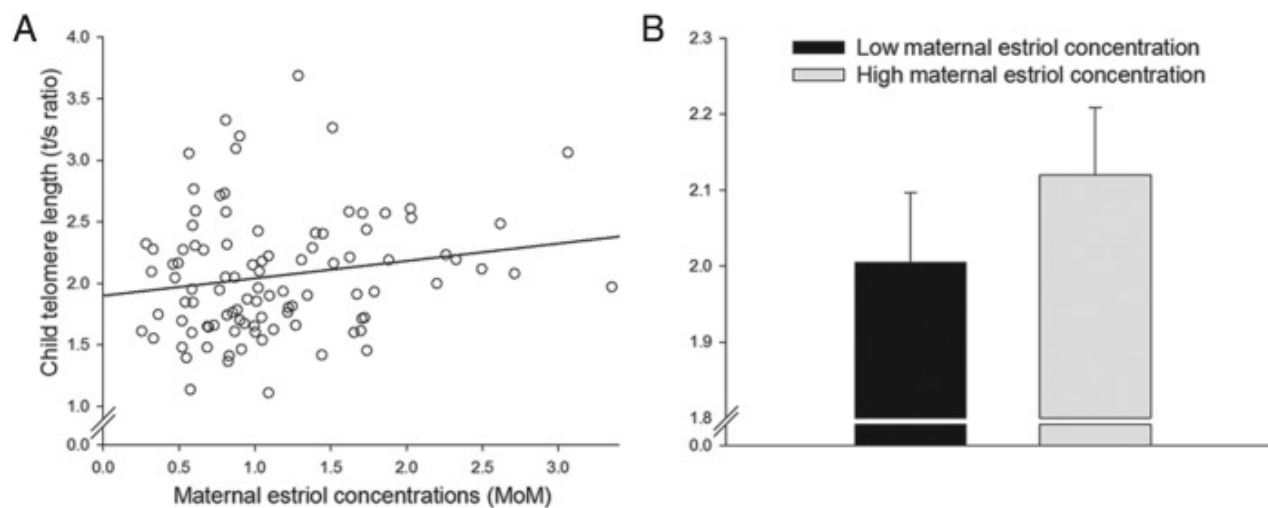 A
Child telomere length (t/s ratio)
4.0
3.5
3.0
2.5
2.0
1.5
1.0
0.0
0.0 0.5 1.0 1.5 2.0 2.5 3.0
Maternal estriol concentrations (MoM)
B
Low maternal estriol concentration
High maternal estriol concentration
2.3
2.2
2.1
2.0
1.9
1.8
0.0